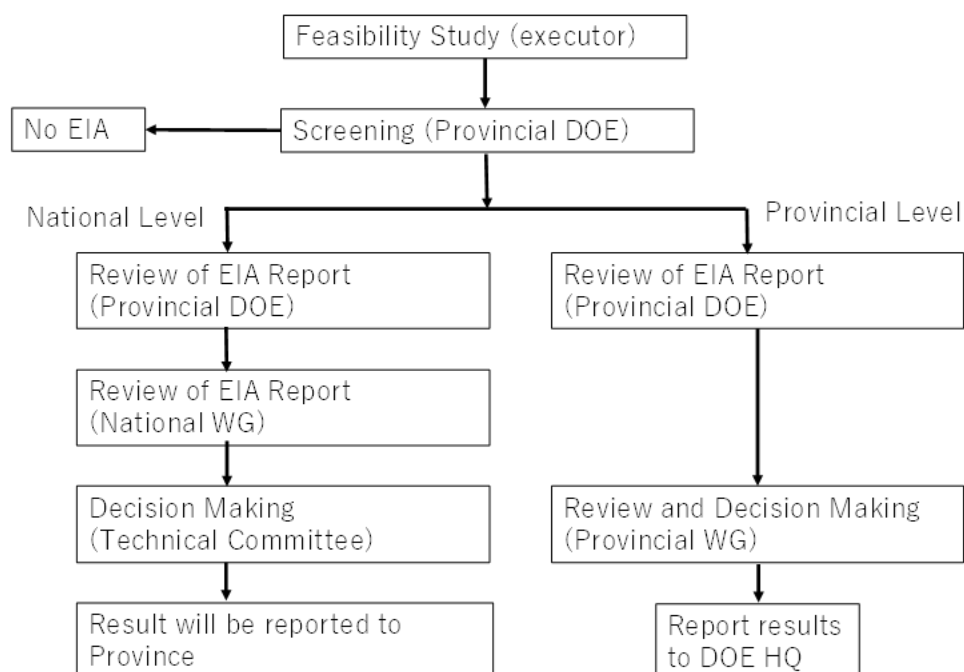 Feasibility Study (executor)
No EIA
Screening (Provincial DOE)
National Level
Provincial Level
Review of EIA Report
(Provincial DOE)
Review of EIA Report
(Provincial DOE)
Review of EIA Report
(National WG)
Decision Making
(Technical Committee)
Review and Decision Making
(Provincial WG)
Result will be reported to
Province
Report results
to DOE HQ